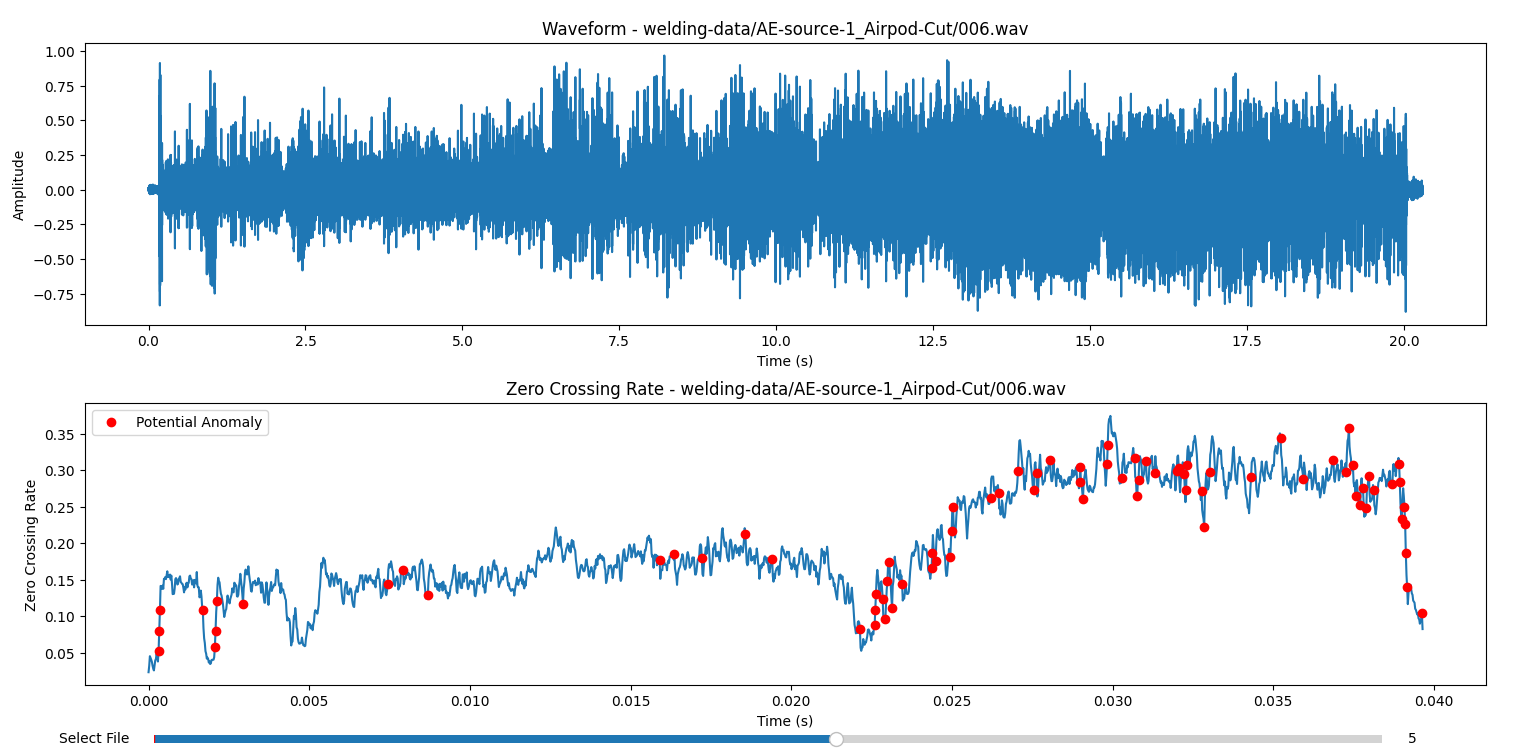 Waveform - welding-data/AE-source-1_Airpod-Cut/006.wav
1.00
0.75
0.50
0.25
0.00
−0.25
−0.50
−0.75
Amplitude
0.0 2.5 5.0 7.5 10.0 12.5 15.0 17.5 20.0
Time (s)
Zero Crossing Rate - welding-data/AE-source-1_Airpod-Cut/006.wav
Potential Anomaly
0.35
0.30
0.25
0.20
0.15
0.10
0.05
Zero Crossing Rate
0.000 0.005 0.010 0.015 0.020 0.025 0.030 0.035 0.040
Time (s)
Select File 5